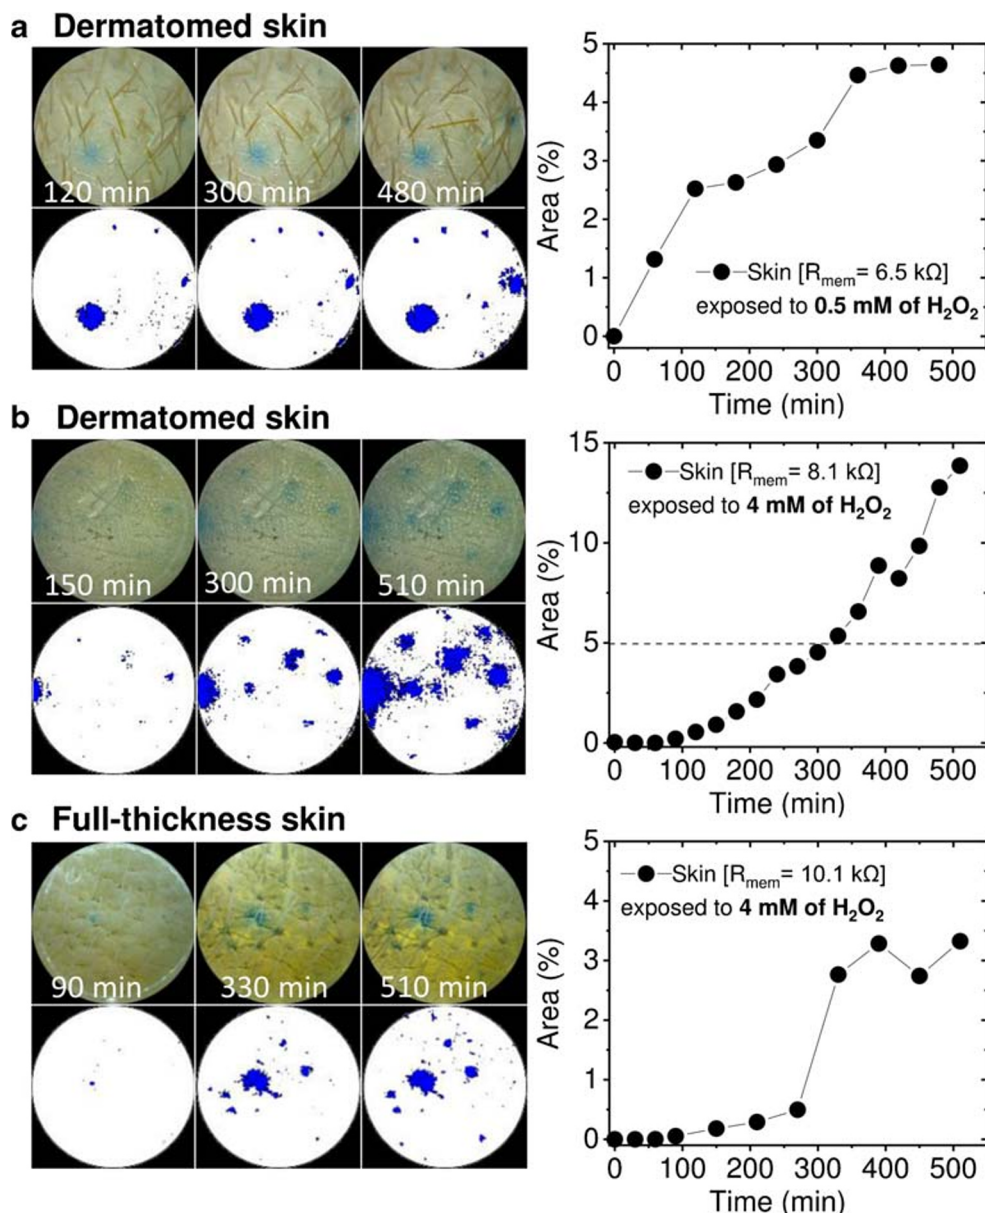 a Dermatomed skin
120 min
300 min
480 min
Area (%)
5
4
3
2
1
0
Skin [Rmem= 6.5 kΩ]
exposed to 0.5 mM of H₂O₂
0 100 200 300 400 500
Time (min)
b Dermatomed skin
150 min
300 min
510 min
Area (%)
15
10
5
0
Skin [Rmem= 8.1 kΩ]
exposed to 4 mM of H₂O₂
0 100 200 300 400 500
Time (min)
c Full-thickness skin
90 min
330 min
510 min
Area (%)
5
4
3
2
1
0
Skin [Rmem= 10.1 kΩ]
exposed to 4 mM of H₂O₂
0 100 200 300 400 500
Time (min)